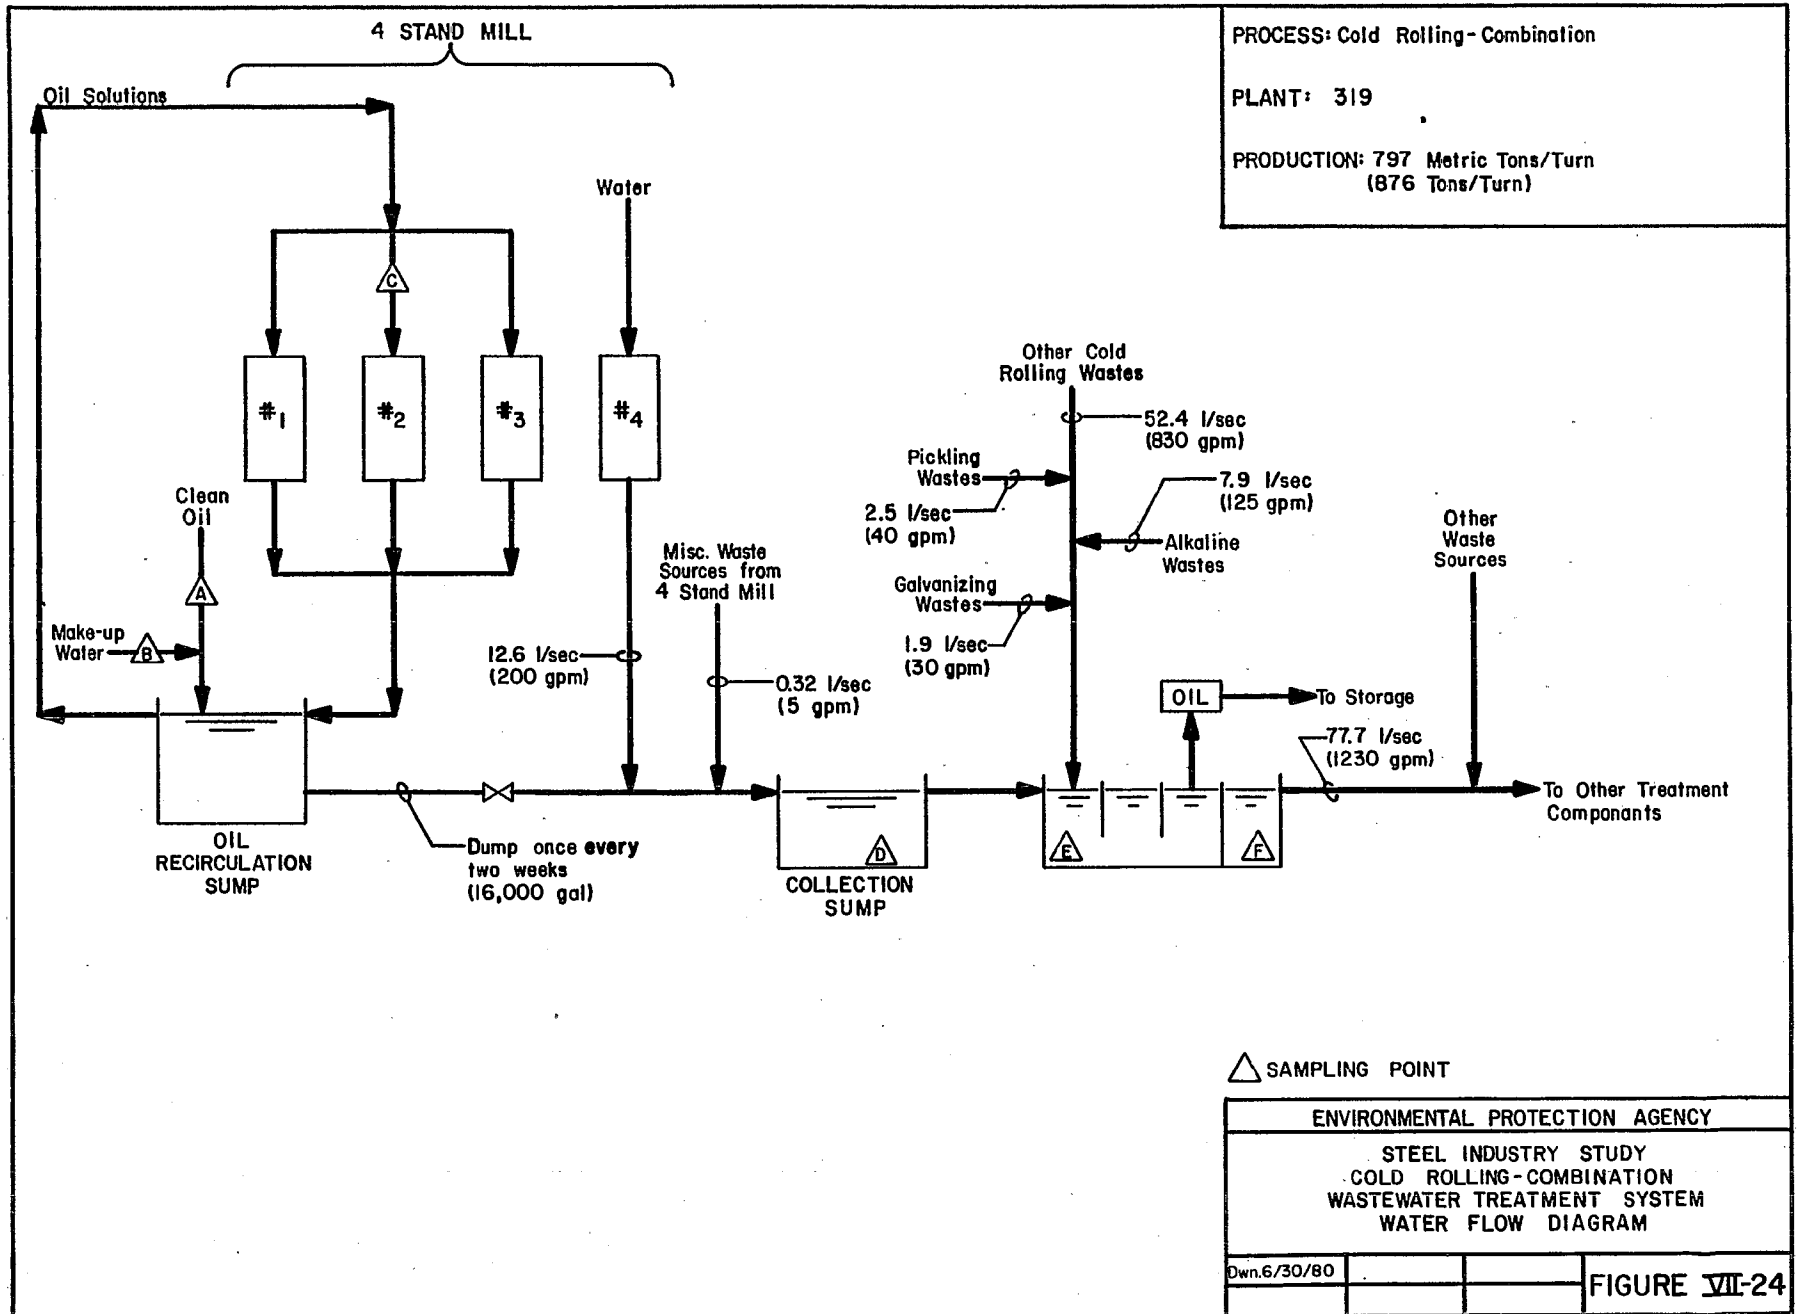 4 STAND MILL
PROCESS: Cold Rolling-Combination
PLANT: 319
PRODUCTION: 797 Metric Tons/Turn
(876 Tons/Turn)
Oil Solutions
Water
C
#1
#2
#3
#4
Clean
Oil
A
Make-up
Water
B
OIL
RECIRCULATION
SUMP
Dump once every
two weeks
(16,000 gal)
12.6 l/sec
(200 gpm)
Misc. Waste
Sources from
4 Stand Mill
0.32 l/sec
(5 gpm)
D
COLLECTION
SUMP
Other Cold
Rolling Wastes
52.4 l/sec
(830 gpm)
Pickling
Wastes
2.5 l/sec
(40 gpm)
7.9 l/sec
(125 gpm)
Alkaline
Wastes
Galvanizing
Wastes
1.9 l/sec
(30 gpm)
E
F
OIL
To Storage
77.7 l/sec
(1230 gpm)
Other
Waste
Sources
To Other Treatment
Componants
SAMPLING POINT
ENVIRONMENTAL PROTECTION AGENCY
STEEL INDUSTRY STUDY
COLD ROLLING-COMBINATION
WASTEWATER TREATMENT SYSTEM
WATER FLOW DIAGRAM
Dwn.6/30/80
FIGURE VII-24